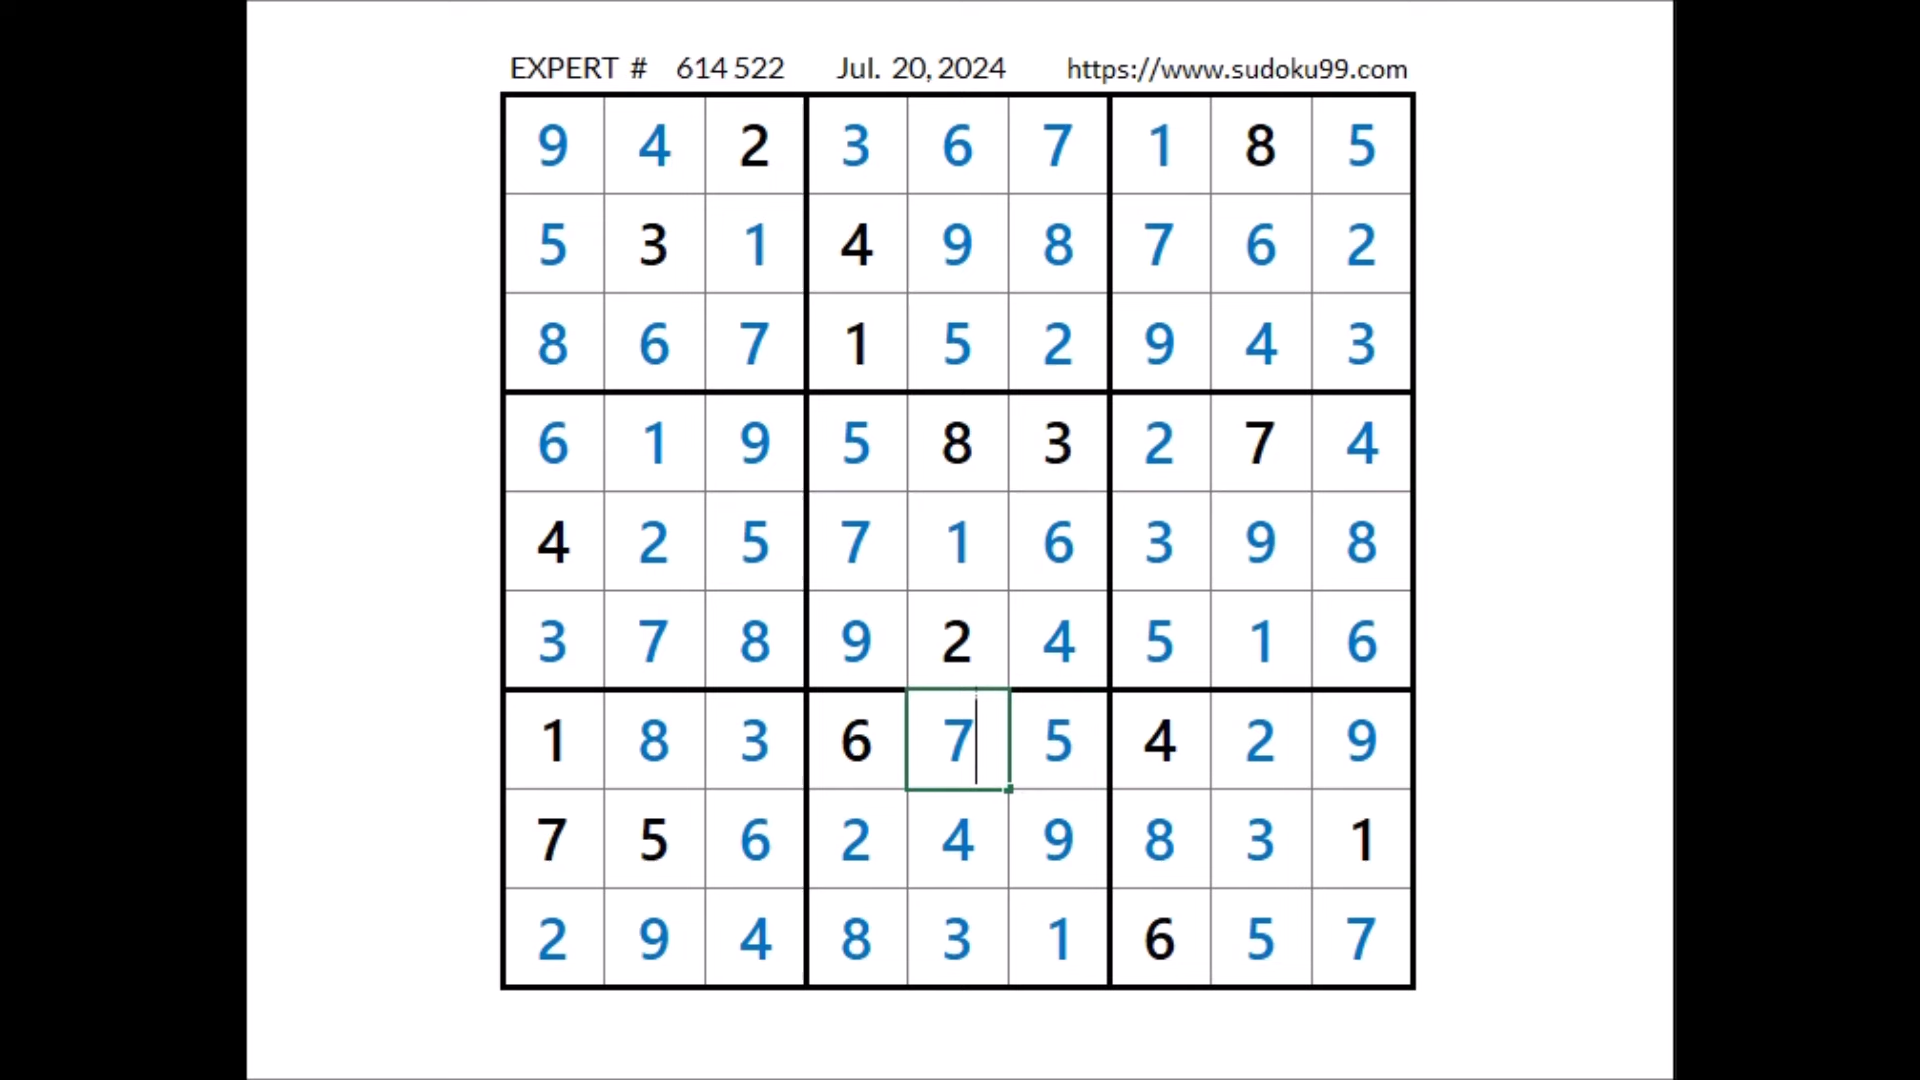 EXPERT # 614 522 Jul. 20, 2024 https://www.sudoku99.com
9 4 2 3 6 7 1 8 5
5 3 1 4 9 8 7 6 2
8 6 7 1 5 2 9 4 3
6 1 9 5 8 3 2 7 4
4 2 5 7 1 6 3 9 8
3 7 8 9 2 4 5 1 6
1 8 3 6 7 5 4 2 9
7 5 6 2 4 9 8 3 1
2 9 4 8 3 1 6 5 7